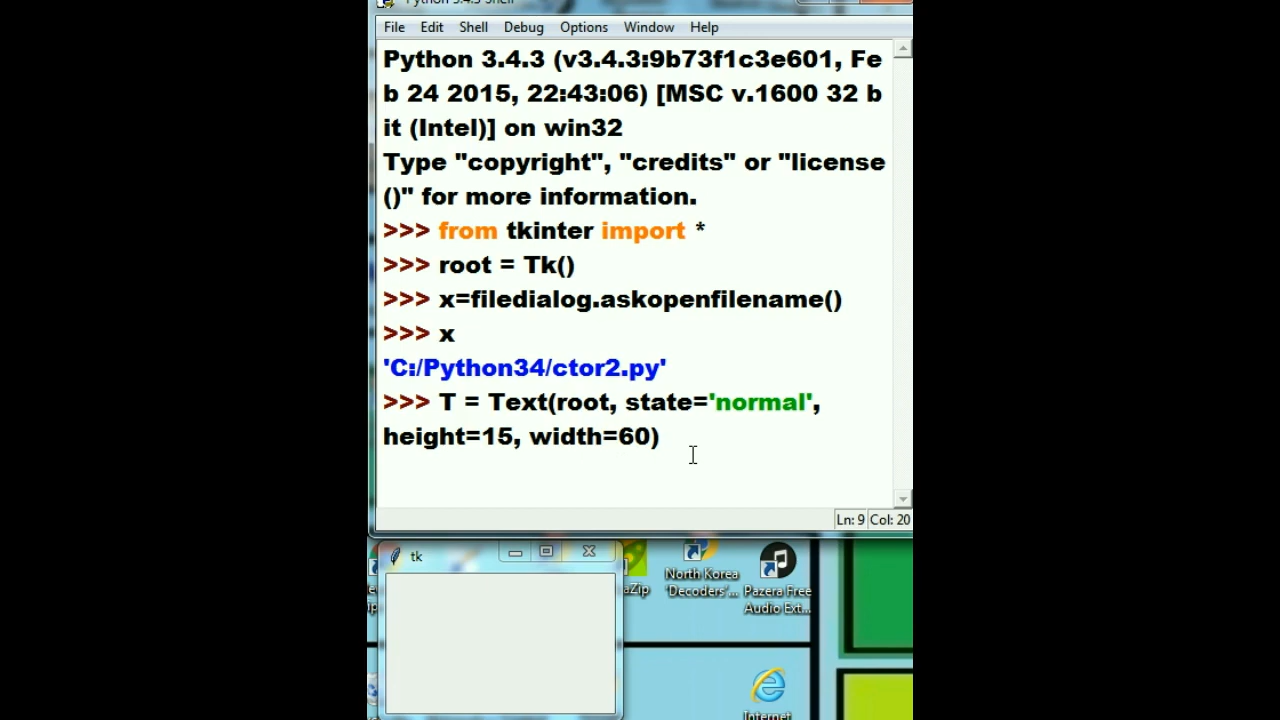 File Edit Shell Debug Options Window Help
Python 3.4.3 (v3.4.3:9b73f1c3e601, Fe
b 24 2015, 22:43:06) [MSC v.1600 32 b
it (Intel)] on win32
Type "copyright", "credits" or "license
()" for more information.
>>> from tkinter import *
>>> root = Tk()
>>> x=filedialog.askopenfilename()
>>> x
'C:/Python34/ctor2.py'
>>> T = Text(root, state='normal',
height=15, width=60)
Ln: 9 Col: 20
tk
North Korea
'Decoders'...
Pazera Free
Audio Ext...
Internet